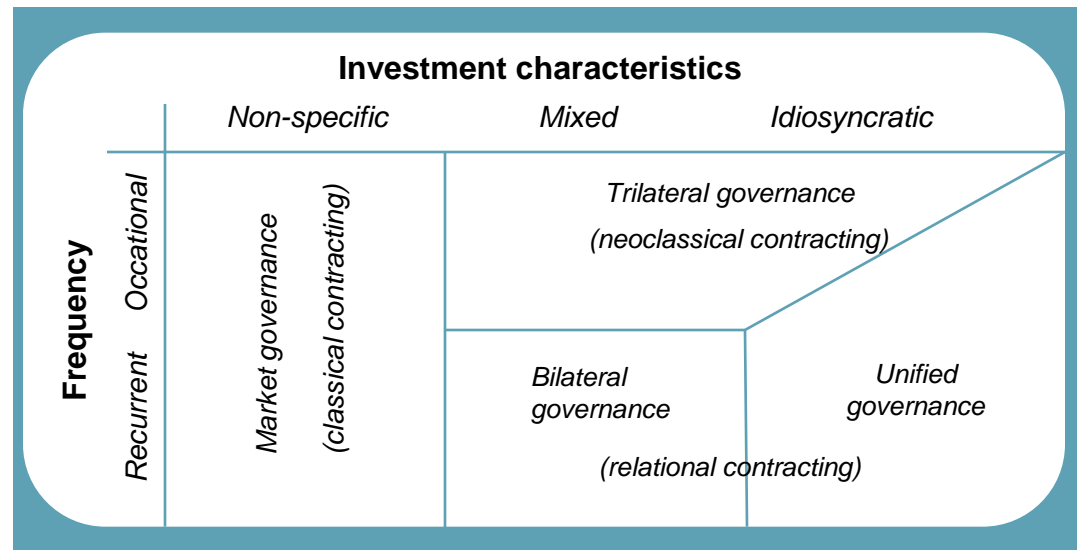 Investment characteristics
Non-specific Mixed Idiosyncratic
Frequency
Occational
Recurrent
Market governance
(classical contracting)
Trilateral governance
(neoclassical contracting)
Bilateral
governance
Unified
governance
(relational contracting)